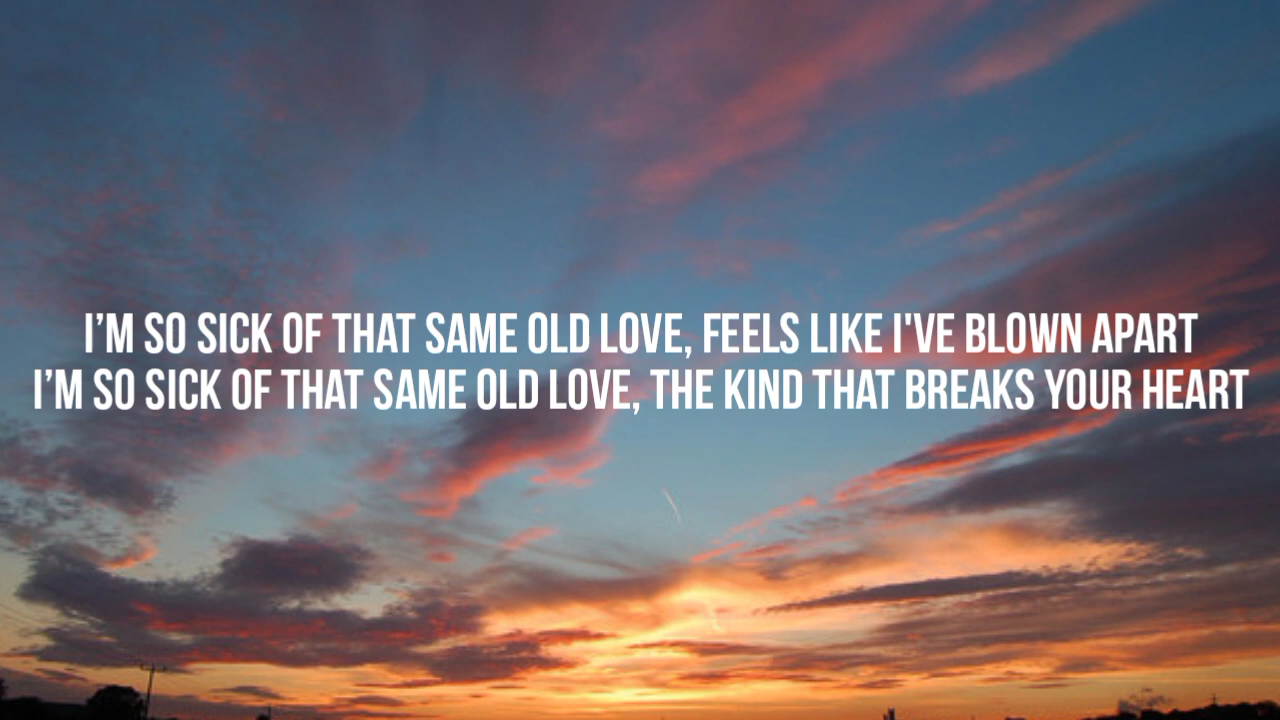 I’M SO SICK OF THAT SAME OLD LOVE, FEELS LIKE I'VE BLOWN APART
I’M SO SICK OF THAT SAME OLD LOVE, THE KIND THAT BREAKS YOUR HEART